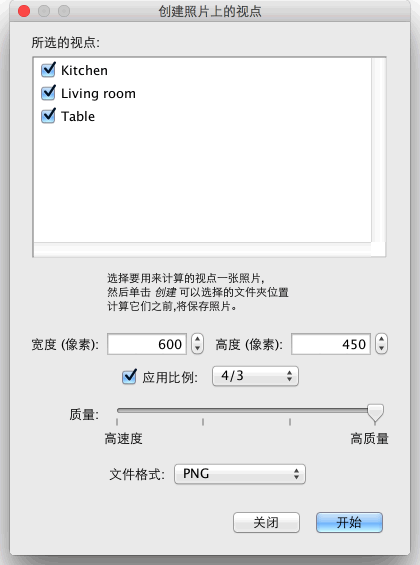 创建照片上的视点
所选的视点:
Kitchen
Living room
Table
选择要用来计算的视点一张照片,
然后单击 创建 可以选择的文件夹位置
计算它们之前,将保存照片。
宽度 (像素): 600 高度 (像素): 450
应用比例: 4/3
质量:
高速度 高质量
文件格式: PNG
关闭 开始